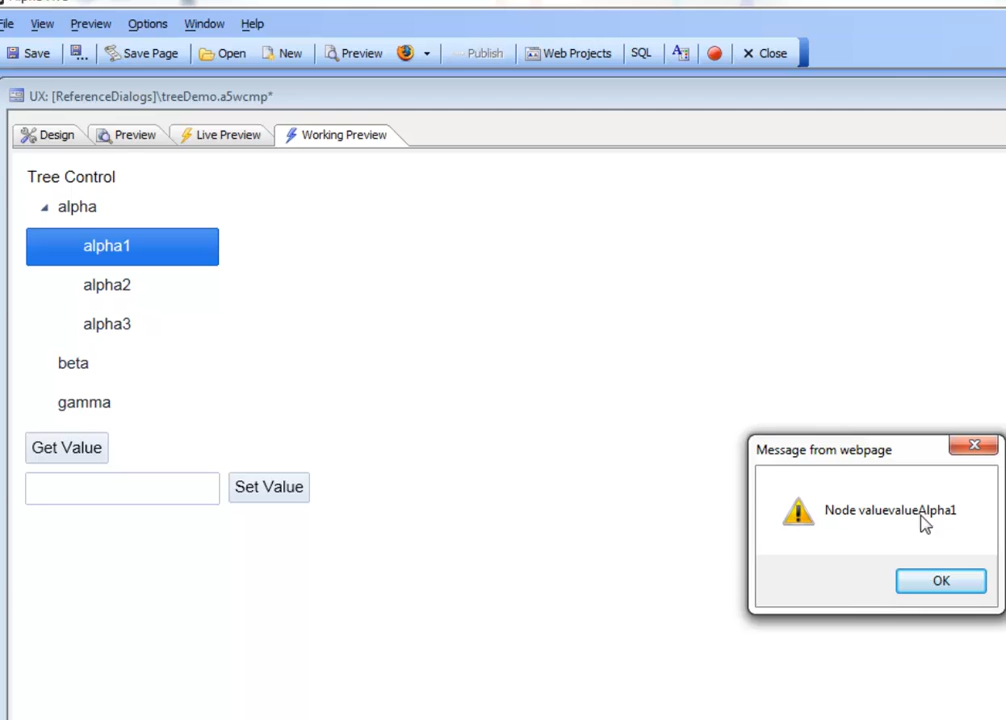 File View Preview Options Window Help
Save Save Page Open New Preview Publish Web Projects SQL Close
UX: [ReferenceDialogs]\treeDemo.a5wcmp*
Design Preview Live Preview Working Preview
Tree Control
alpha
alpha1
alpha2
alpha3
beta
gamma
Get Value
Set Value
Message from webpage
Node valuevalueAlpha1
OK